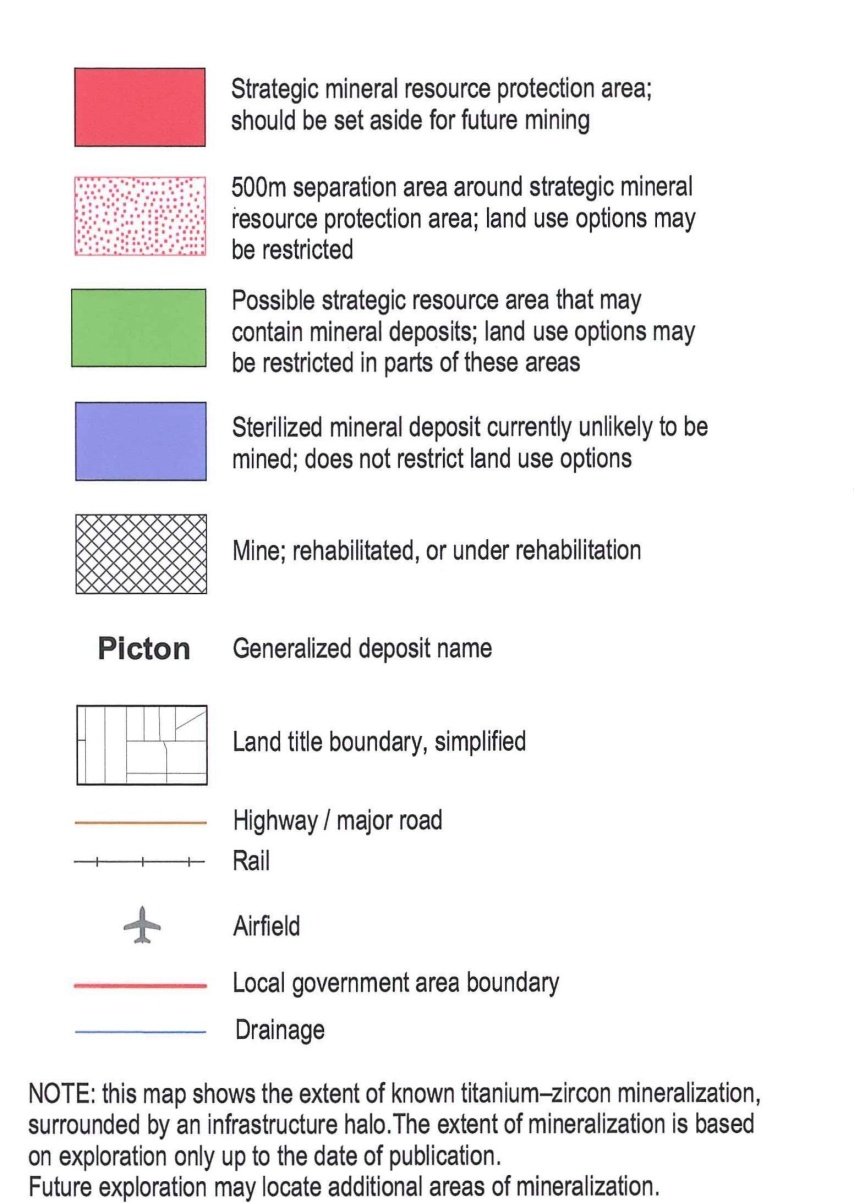 Strategic mineral resource protection area;
should be set aside for future mining
500m separation area around strategic mineral
resource protection area; land use options may
be restricted
Possible strategic resource area that may
contain mineral deposits; land use options may
be restricted in parts of these areas
Sterilized mineral deposit currently unlikely to be
mined; does not restrict land use options
Mine; rehabilitated, or under rehabilitation
Picton Generalized deposit name
Land title boundary, simplified
Highway / major road
Rail
Airfield
Local government area boundary
Drainage
NOTE: this map shows the extent of known titanium–zircon mineralization,
surrounded by an infrastructure halo.The extent of mineralization is based
on exploration only up to the date of publication.
Future exploration may locate additional areas of mineralization.